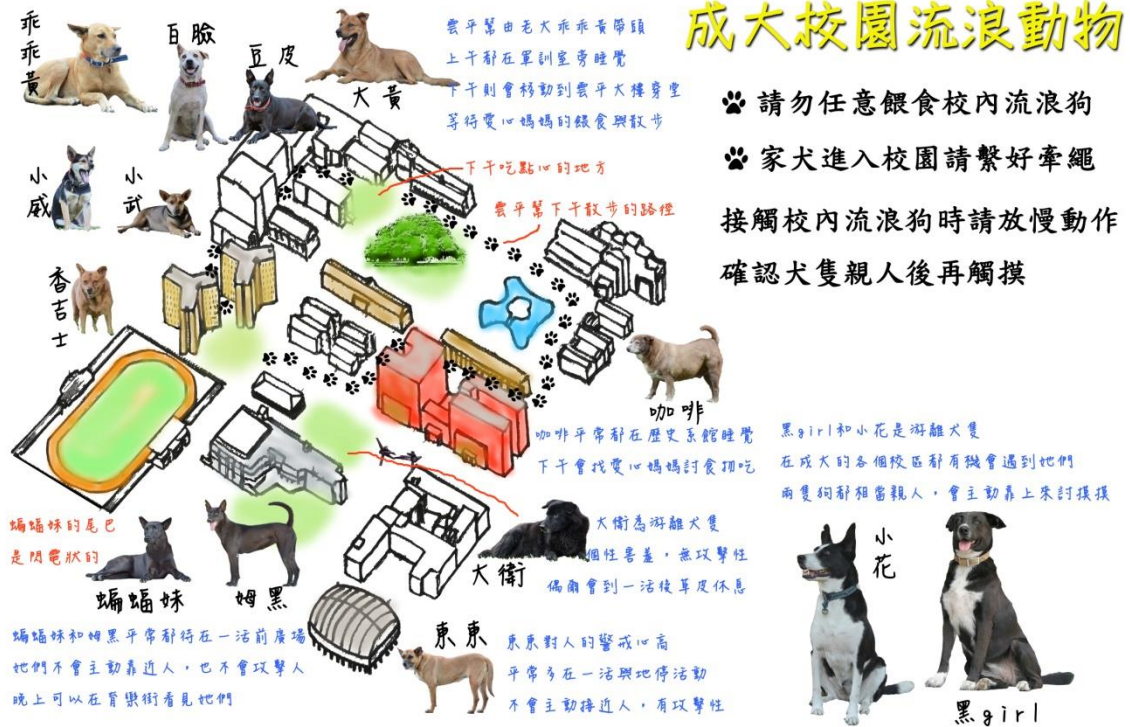 成大校園流浪動物
請勿任意餵食校內流浪狗
家犬進入校園請繫好牽繩
接觸校內流浪狗時請放慢動作
確認犬隻親人後再觸摸
乖乖黃
白臉
豆皮
大黃
雲平幫由老大乖乖黃帶頭
上午都在軍訓室旁睡覺
下午則會移動到雲平大樓穿堂
等待愛心媽媽的餵食與散步
小威
小武
下午吃點心的地方
雲平幫下午散步的路徑
香吉士
咖啡
咖啡平常都在歷史系館睡覺
下午會找愛心媽媽討食物吃
黑girl和小花是游離犬隻
在成大的各個校區都有機會遇到她們
兩隻狗都相當親人，會主動靠上來討摸摸
蝙蝠妹的尾巴
是閃電狀的
蝙蝠妹
姆黑
大衛
大衛為游離犬隻
個性害羞，無攻擊性
偶爾會到一活後草皮休息
小花
蝙蝠妹和姆黑平常都待在一活前廣場
她們不會主動靠近人，也不會攻擊人
晚上可以在育樂街看見她們
東東
東東對人的警戒心高
平常多在一活與地停活動
不會主動接近人，有攻擊性
黑girl